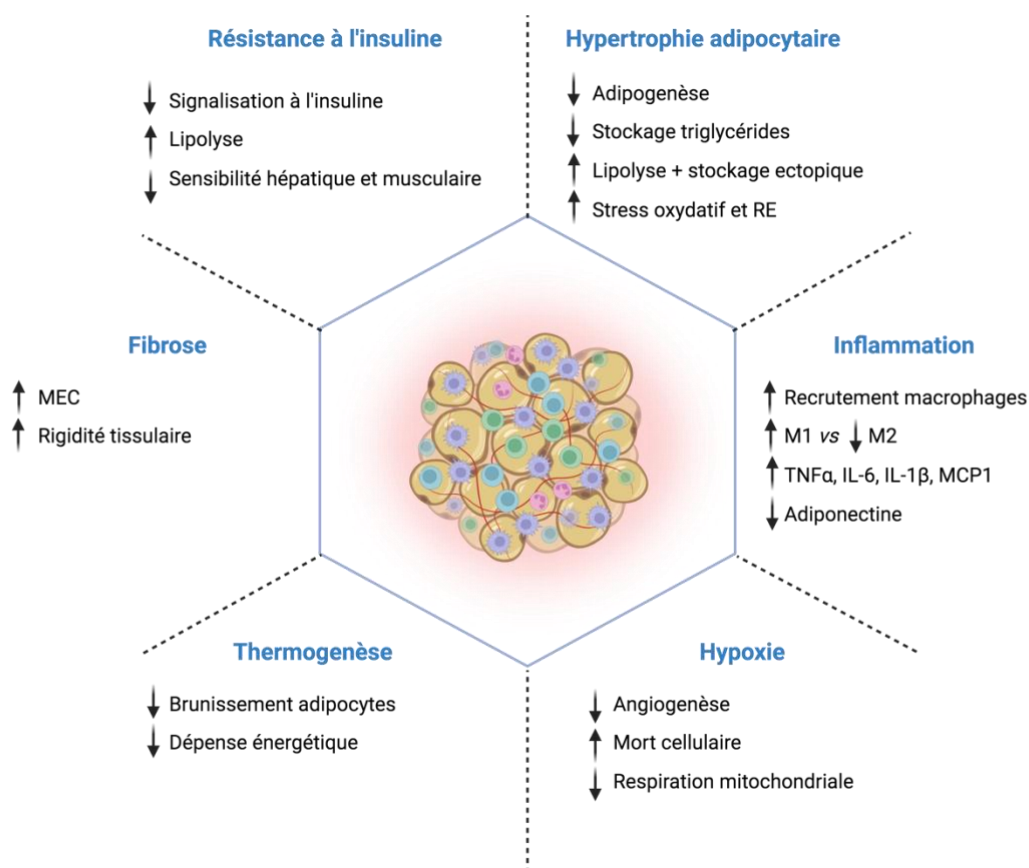 Résistance à l'insuline
↓ Signalisation à l'insuline
↑ Lipolyse
↓ Sensibilité hépatique et musculaire
Hypertrophie adipocytaire
↓ Adipogenèse
↓ Stockage triglycérides
↑ Lipolyse + stockage ectopique
↑ Stress oxydatif et RE
Fibrose
↑ MEC
↑ Rigidité tissulaire
Inflammation
↑ Recrutement macrophages
↑ M1 vs ↓ M2
↑ TNFα, IL-6, IL-1β, MCP1
↓ Adiponectine
Thermogenèse
↓ Brunissement adipocytes
↓ Dépense énergétique
Hypoxie
↓ Angiogenèse
↑ Mort cellulaire
↓ Respiration mitochondriale